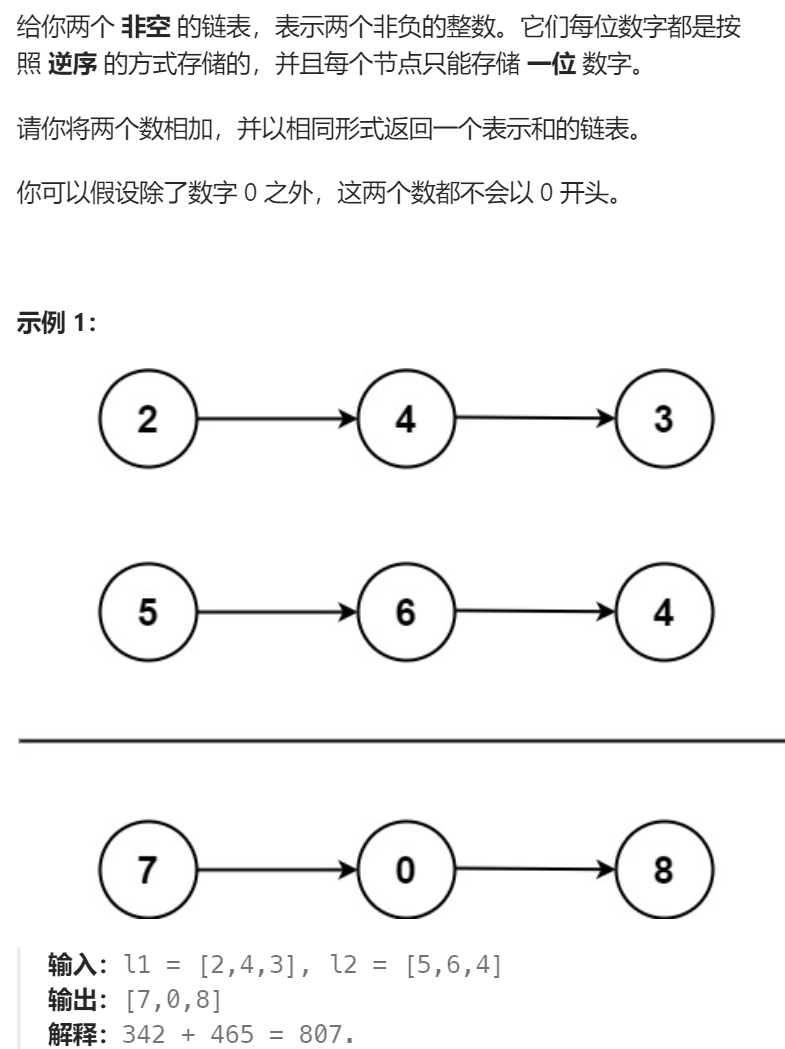 给你两个 非空 的链表，表示两个非负的整数。它们每位数字都是按
照 逆序 的方式存储的，并且每个节点只能存储 一位 数字。
请你将两个数相加，并以相同形式返回一个表示和的链表。
你可以假设除了数字 0 之外，这两个数都不会以 0 开头。
示例 1：
2 4 3
5 6 4
7 0 8
输入：l1 = [2,4,3], l2 = [5,6,4]
输出：[7,0,8]
解释：342 + 465 = 807.